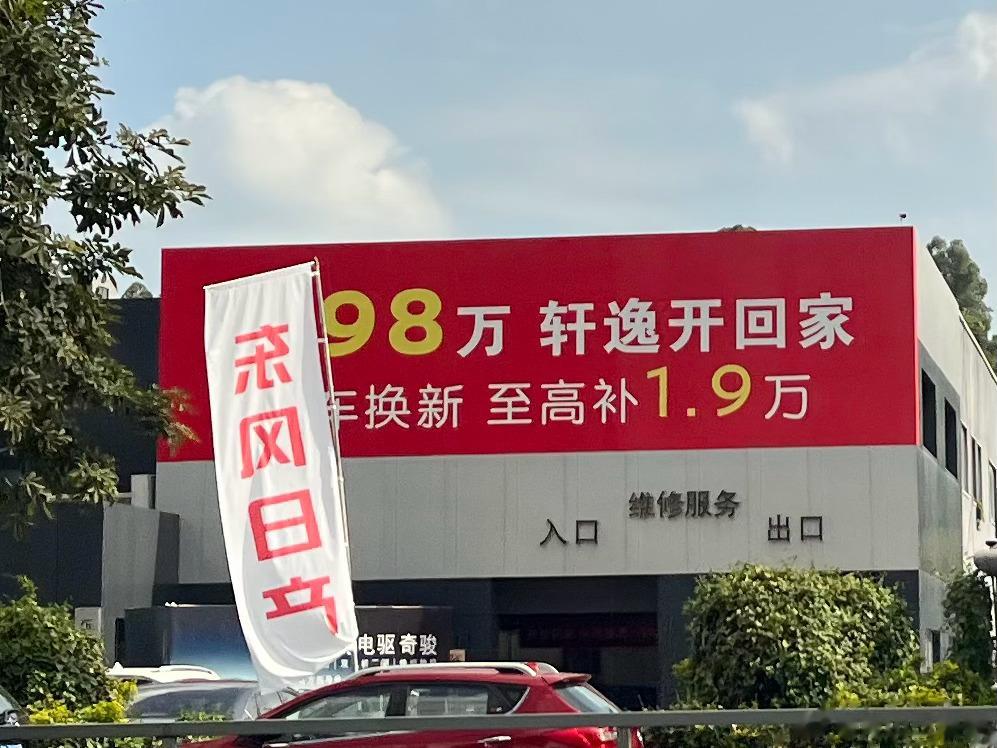 98万 轩逸开回家
车换新 至高补1.9万
东风日产
维修服务
入口
出口
电驱奇骏